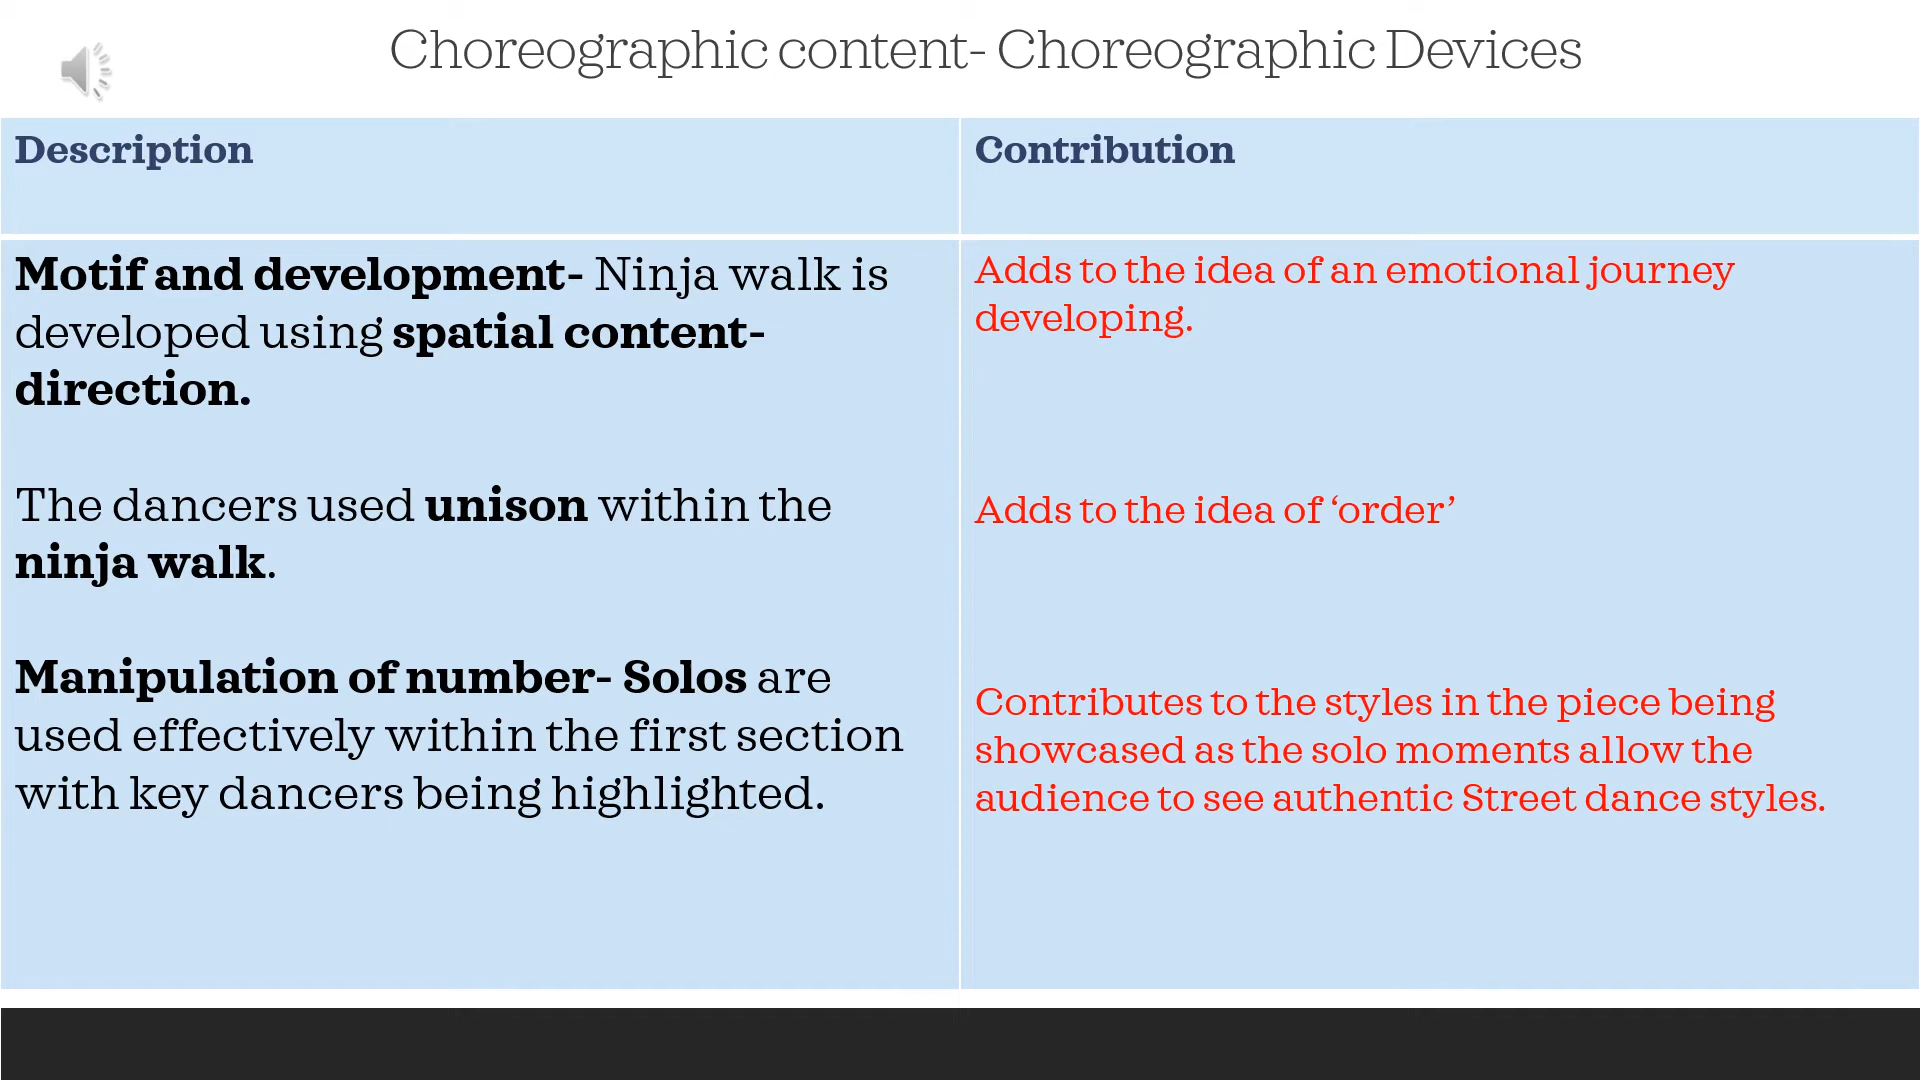 Choreographic content- Choreographic Devices
Description
Contribution
Motif and development- Ninja walk is
developed using spatial content-
direction.
The dancers used unison within the
ninja walk.
Manipulation of number- Solos are
used effectively within the first section
with key dancers being highlighted.
Adds to the idea of an emotional journey
developing.
Adds to the idea of ‘order’
Contributes to the styles in the piece being
showcased as the solo moments allow the
audience to see authentic Street dance styles.